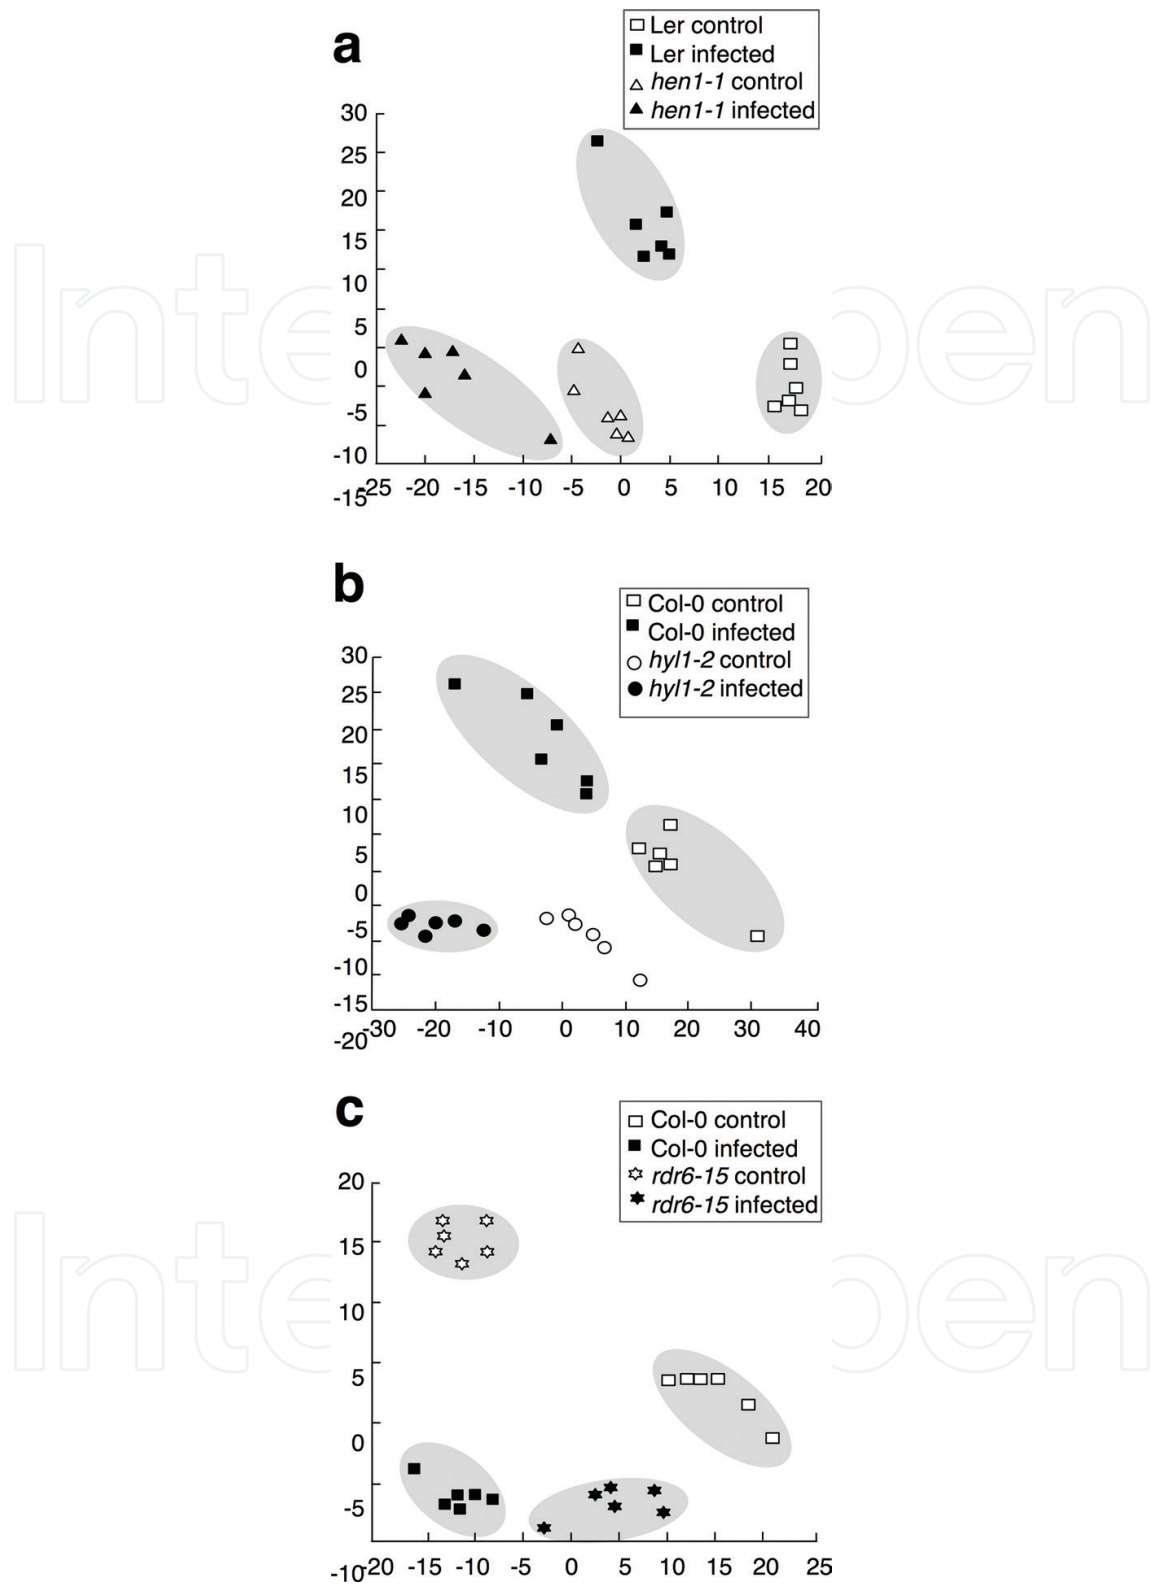 a
Ler control
Ler infected
hen1-1 control
hen1-1 infected
30
25
20
15
10
5
0
-5
-10
-15
-25 -20 -15 -10 -5 0 5 10 15 20
b
Col-0 control
Col-0 infected
hyl1-2 control
hyl1-2 infected
30
25
20
15
10
5
0
-5
-10
-15
-20
-30 -20 -10 0 10 20 30 40
c
Col-0 control
Col-0 infected
rdr6-15 control
rdr6-15 infected
20
15
10
5
0
-5
-10
-20 -15 -10 -5 0 5 10 15 20 25